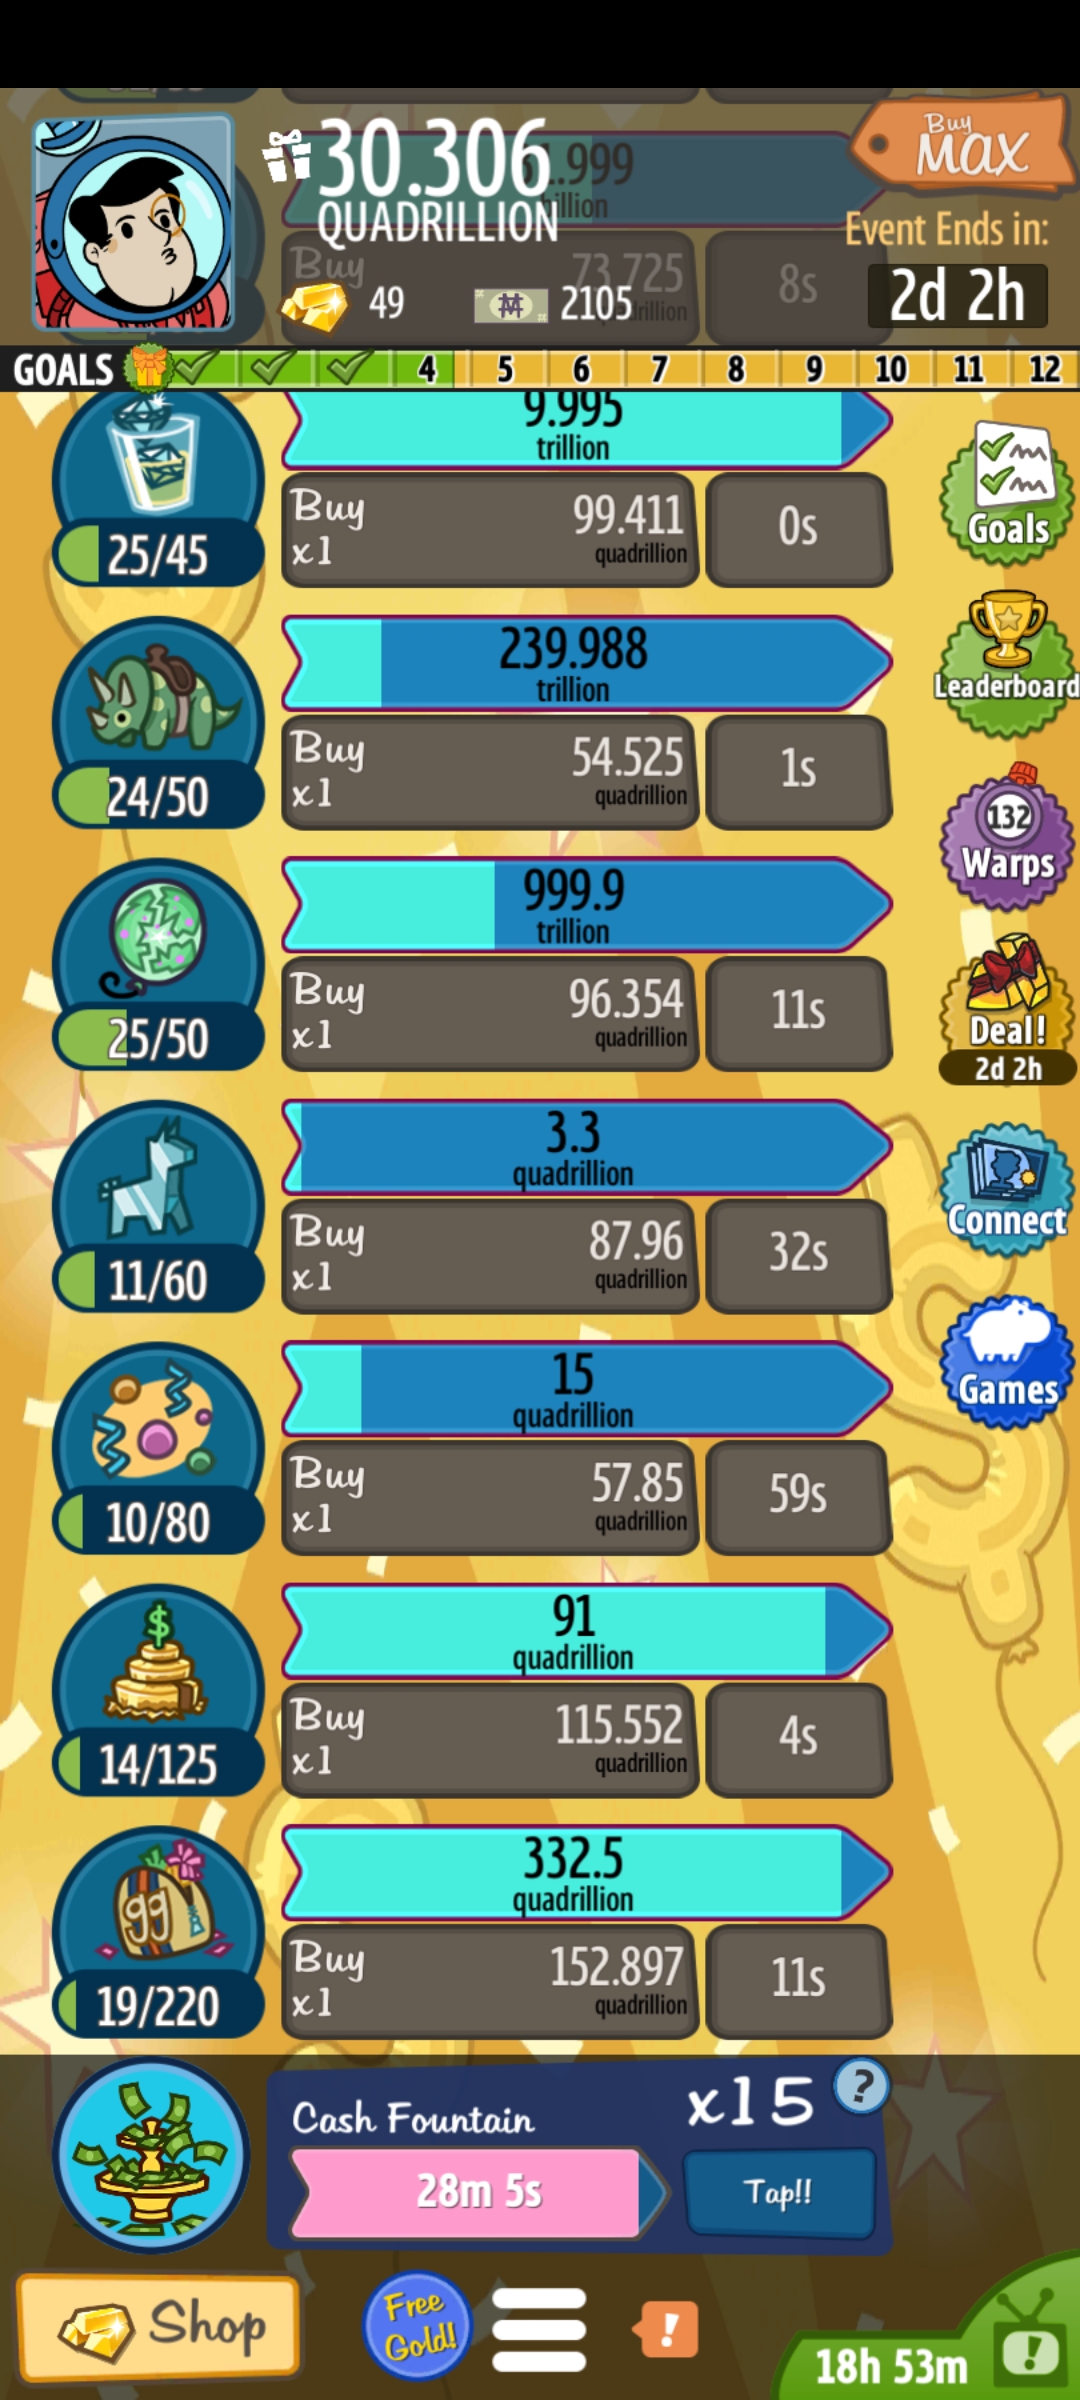 30.306
QUADRILLION
Buy
MAX
Event Ends in:
2d 2h
49
2105
.999
illion
Buy
73.725
rillion
8s
GOALS
4
5
6
7
8
9
10
11
12
9.995
trillion
25/45
Buy
x1
99.411
quadrillion
0s
Goals
239.988
trillion
24/50
Buy
x1
54.525
quadrillion
1s
Leaderboard
132
Warps
999.9
trillion
25/50
Buy
x1
96.354
quadrillion
11s
Deal!
2d 2h
3.3
quadrillion
11/60
Buy
x1
87.96
quadrillion
32s
Connect
15
quadrillion
10/80
Buy
x1
57.85
quadrillion
59s
Games
$
91
quadrillion
14/125
Buy
x1
115.552
quadrillion
4s
gg
332.5
quadrillion
19/220
Buy
x1
152.897
quadrillion
11s
Cash Fountain
x15
?
28m 5s
Tap!!
Shop
Free
Gold!
!
18h 53m
!